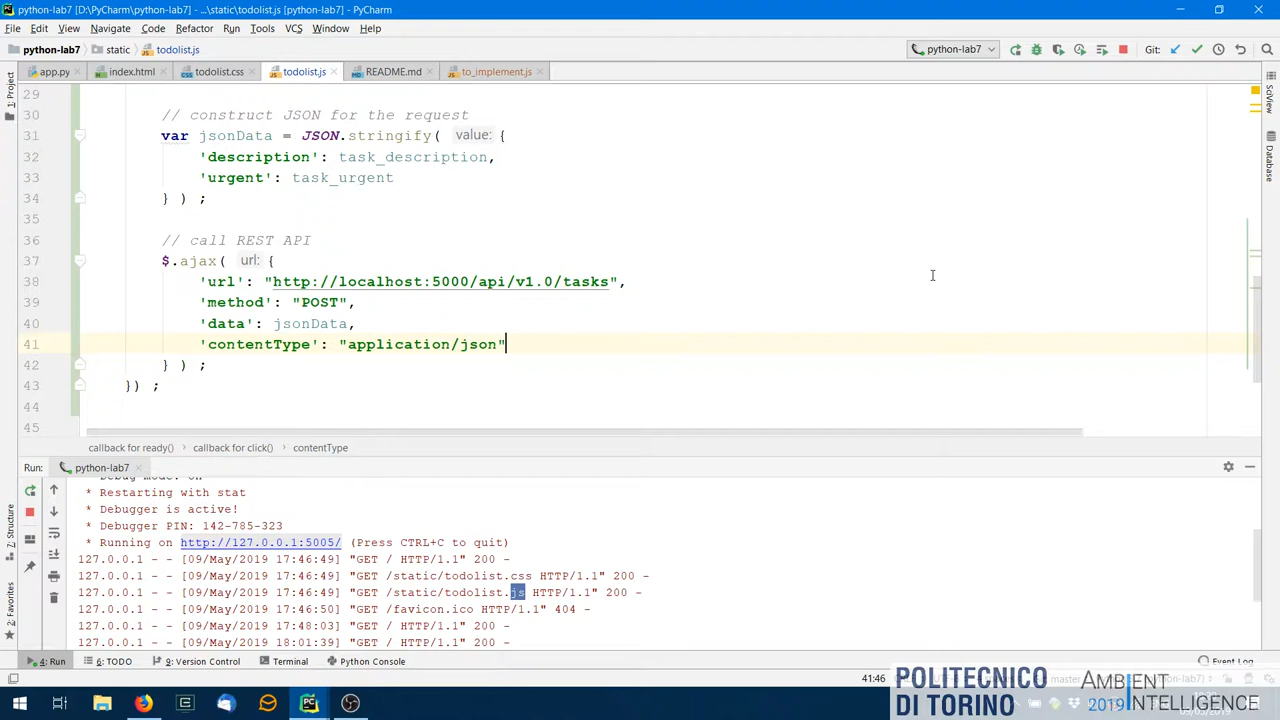 python-lab7 [D:\PyCharm\python-lab7] - ...\static\todolist.js [python-lab7] - PyCharm
File Edit View Navigate Code Refactor Run Tools VCS Window Help
python-lab7 static todolist.js python-lab7 Git:
app.py index.html todolist.css todolist.js README.md to_implement.js
1: Project
SciView
Database
29
30 // construct JSON for the request
31 var jsonData = JSON.stringify( value: {
32 'description': task_description,
33 'urgent': task_urgent
34 } ) ;
35
36 // call REST API
37 $.ajax( url: {
38 'url': "http://localhost:5000/api/v1.0/tasks",
39 'method': "POST",
40 'data': jsonData,
41 'contentType': "application/json"
42 } ) ;
43 }) ;
44
45
callback for ready() › callback for click() › contentType
Run: python-lab7
Debug mode: on
* Restarting with stat
* Debugger is active!
* Debugger PIN: 142-785-323
* Running on http://127.0.0.1:5005/ (Press CTRL+C to quit)
127.0.0.1 - - [09/May/2019 17:46:49] "GET / HTTP/1.1" 200 -
127.0.0.1 - - [09/May/2019 17:46:49] "GET /static/todolist.css HTTP/1.1" 200 -
127.0.0.1 - - [09/May/2019 17:46:49] "GET /static/todolist.js HTTP/1.1" 200 -
127.0.0.1 - - [09/May/2019 17:46:50] "GET /favicon.ico HTTP/1.1" 404 -
127.0.0.1 - - [09/May/2019 17:48:03] "GET / HTTP/1.1" 200 -
127.0.0.1 - - [09/May/2019 18:01:39] "GET / HTTP/1.1" 200 -
7: Structure
2: Favorites
4: Run 6: TODO 9: Version Control Terminal Python Console Event Log
41:46
POLITECNICO
DI TORINO
AMBIENT
2019 INTELLIGENCE